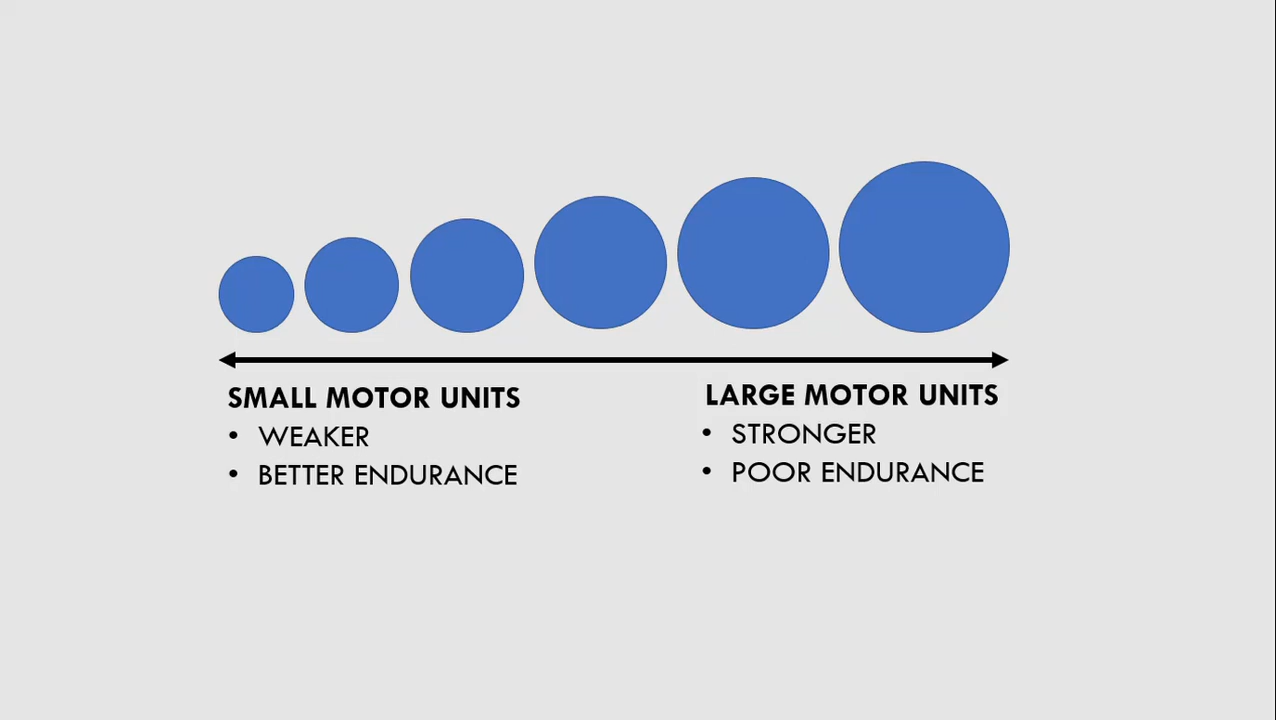 SMALL MOTOR UNITS
• WEAKER
• BETTER ENDURANCE
LARGE MOTOR UNITS
• STRONGER
• POOR ENDURANCE